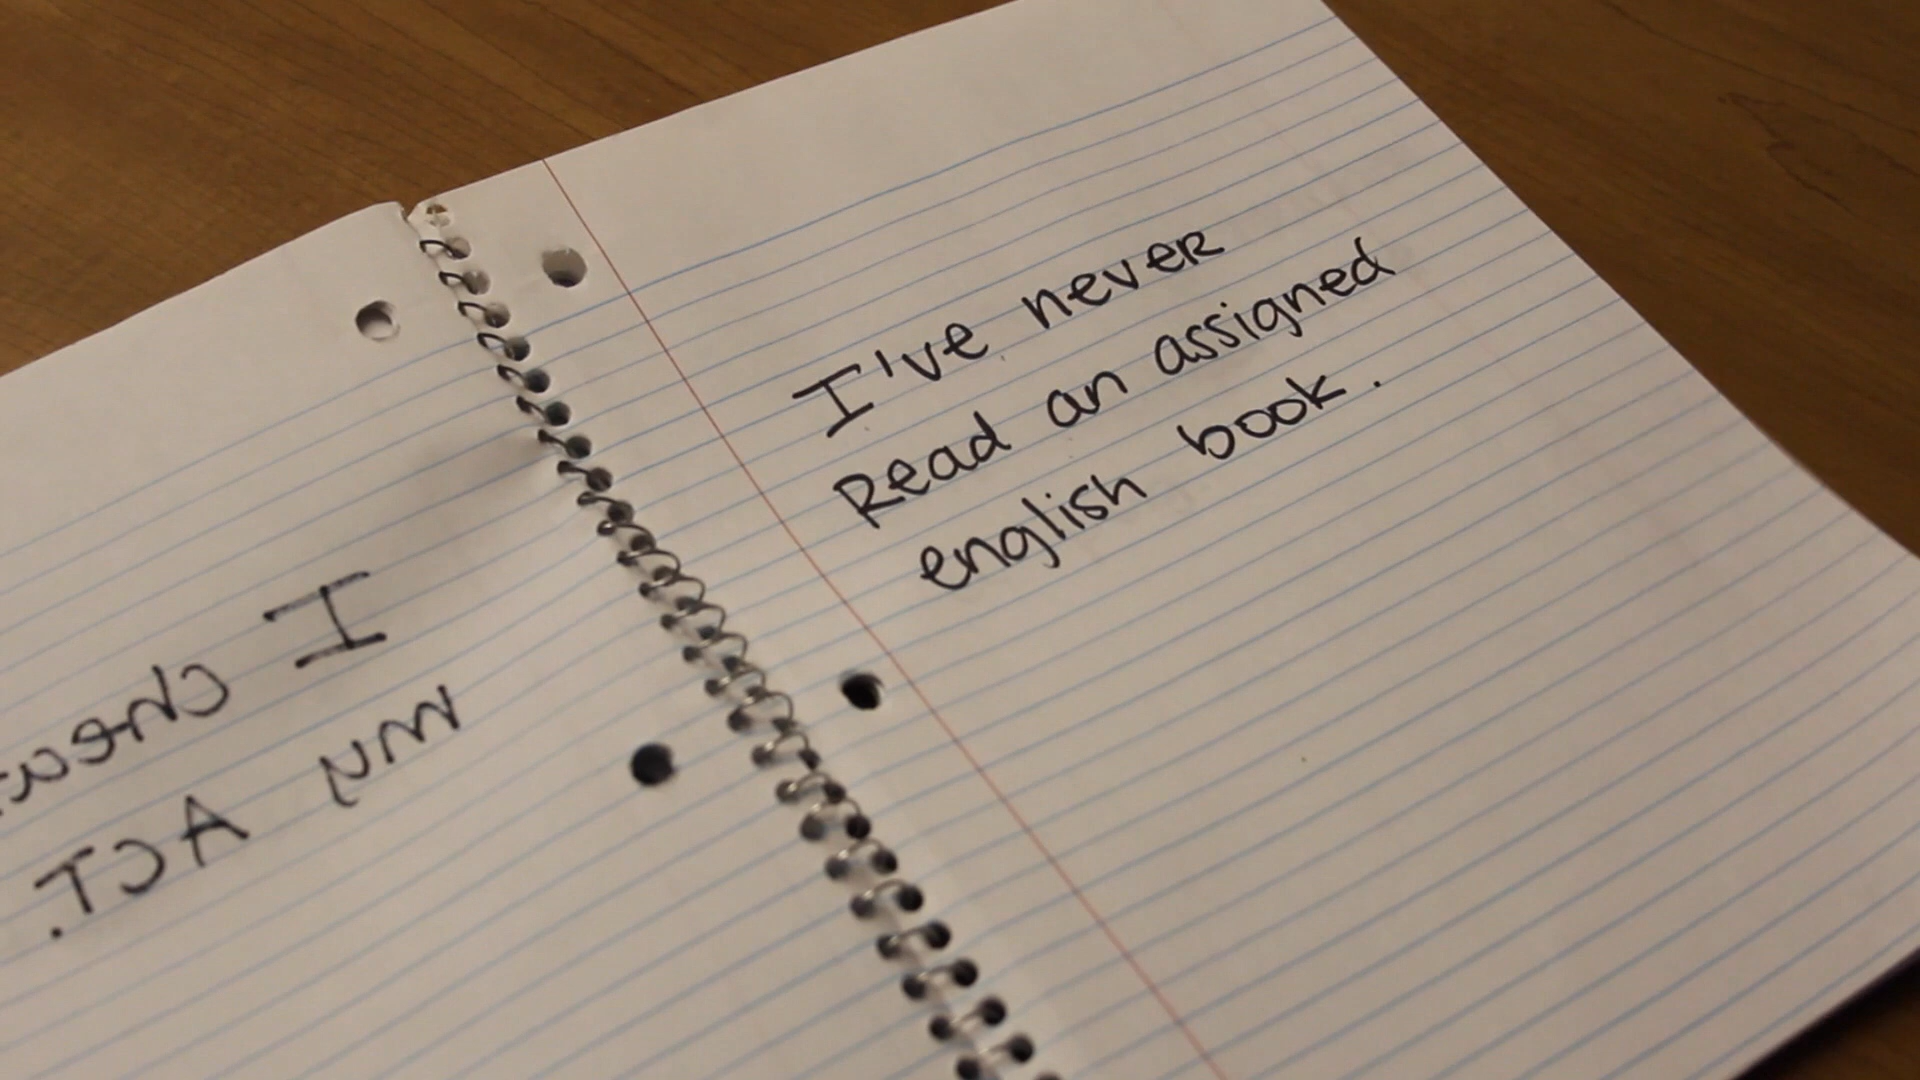 I
my ACT.
I've never
Read an assigned
english book.